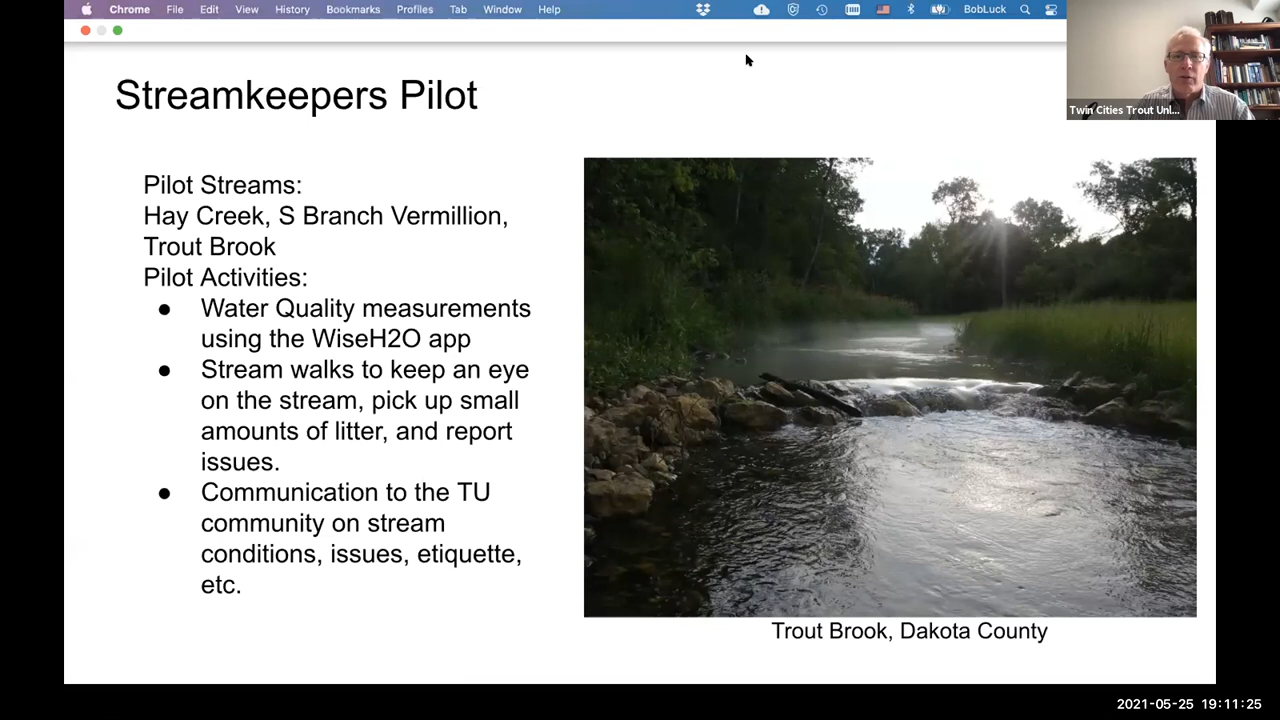 Chrome File Edit View History Bookmarks Profiles Tab Window Help BobLuck
Twin Cities Trout Unl...
Streamkeepers Pilot
Pilot Streams:
Hay Creek, S Branch Vermillion,
Trout Brook
Pilot Activities:
● Water Quality measurements
using the WiseH2O app
● Stream walks to keep an eye
on the stream, pick up small
amounts of litter, and report
issues.
● Communication to the TU
community on stream
conditions, issues, etiquette,
etc.
Trout Brook, Dakota County
2021-05-25 19:11:25